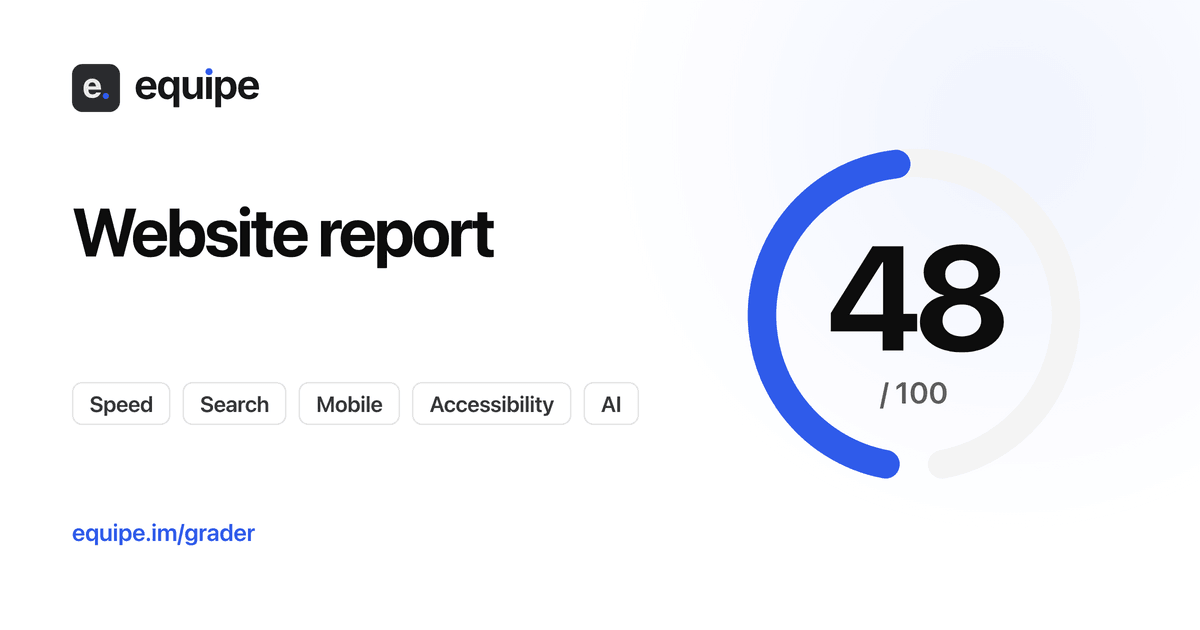 e.
equipe
Website report
48
/ 100
Speed
Search
Mobile
Accessibility
AI
equipe.im/grader